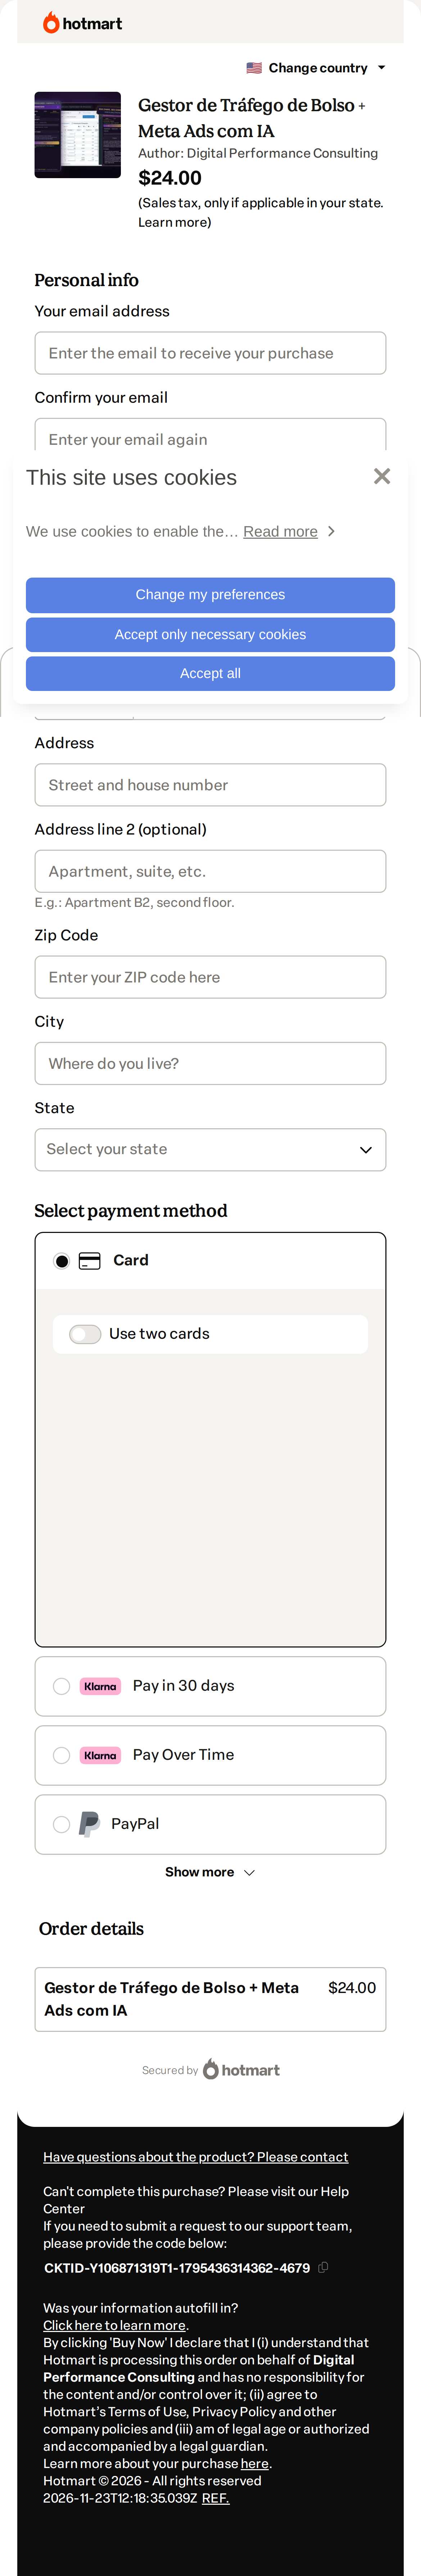 hotmart
Change country
Gestor de Tráfego de Bolso +
Meta Ads com IA
Author: Digital Performance Consulting
$24.00
(Sales tax, only if applicable in your state.
Learn more)
Personal info
Your email address
Enter the email to receive your purchase
Confirm your email
Enter your email again
This site uses cookies
We use cookies to enable the… Read more
Change my preferences
Accept only necessary cookies
Accept all
Address
Street and house number
Address line 2 (optional)
Apartment, suite, etc.
E.g.: Apartment B2, second floor.
Zip Code
Enter your ZIP code here
City
Where do you live?
State
Select your state
Select payment method
Card
Use two cards
Klarna Pay in 30 days
Klarna Pay Over Time
PayPal
Show more
Order details
Gestor de Tráfego de Bolso + Meta $24.00
Ads com IA
Secured by hotmart
Have questions about the product? Please contact
Can't complete this purchase? Please visit our Help
Center
If you need to submit a request to our support team,
please provide the code below:
CKTID-Y106871319T1-1795436314362-4679
Was your information autofill in?
Click here to learn more.
By clicking 'Buy Now' I declare that I (i) understand that
Hotmart is processing this order on behalf of Digital
Performance Consulting and has no responsibility for
the content and/or control over it; (ii) agree to
Hotmart's Terms of Use, Privacy Policy and other
company policies and (iii) am of legal age or authorized
and accompanied by a legal guardian.
Learn more about your purchase here.
Hotmart © 2026 - All rights reserved
2026-11-23T12:18:35.039Z REF.